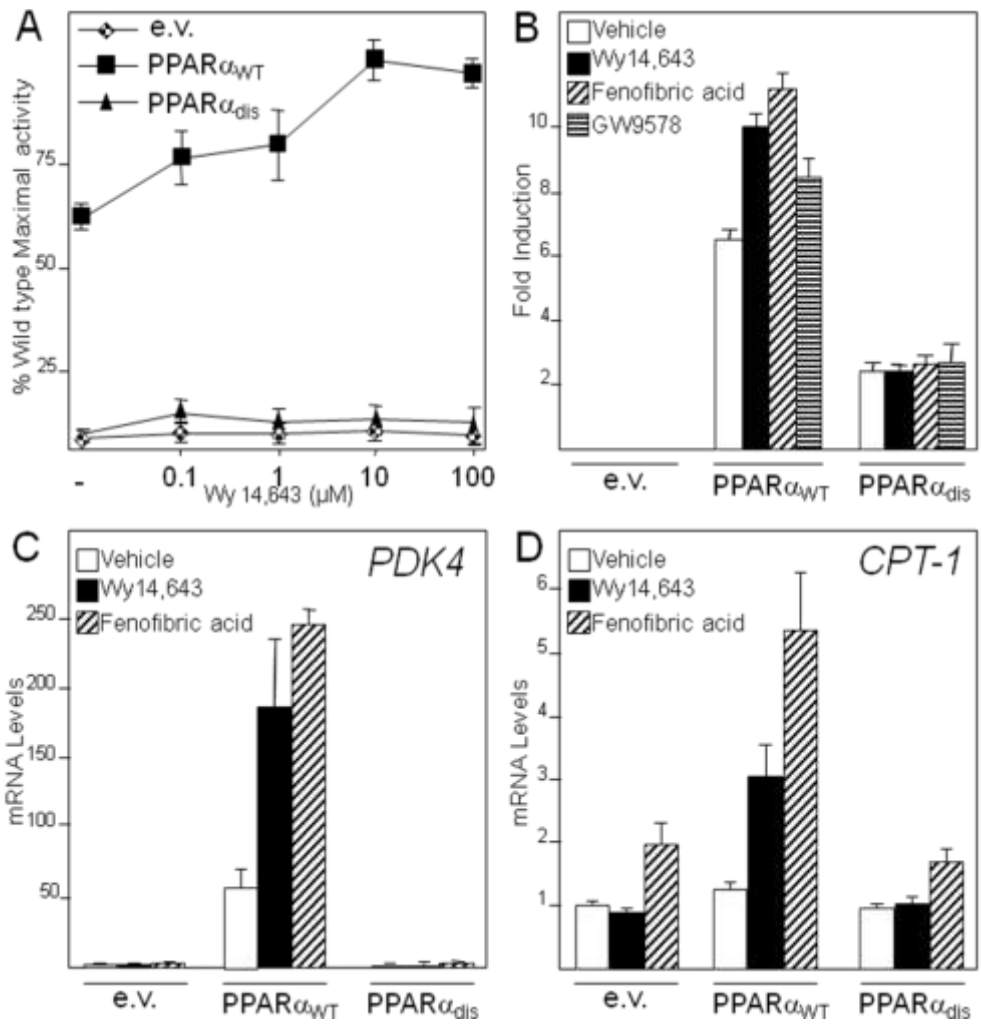 A
e.v.
PPARαWT
PPARαdis
% Wild type Maximal activity
75
50
25
- 0.1 1 10 100
Wy 14,643 (µM)
B
Vehicle
Wy14,643
Fenofibric acid
GW9578
Fold Induction
10
8
6
4
2
e.v. PPARαWT PPARαdis
C
Vehicle
Wy14,643
Fenofibric acid
PDK4
mRNA Levels
250
200
150
100
50
e.v. PPARαWT PPARαdis
D
Vehicle
Wy14,643
Fenofibric acid
CPT-1
mRNA Levels
6
5
4
3
2
1
e.v. PPARαWT PPARαdis